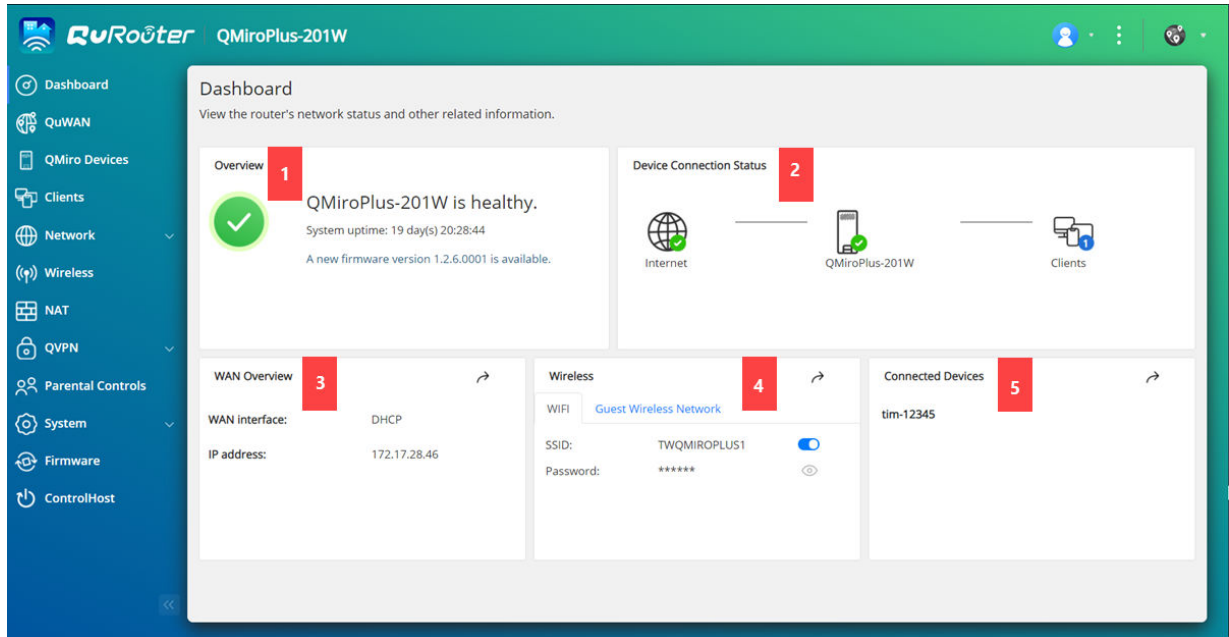 QuRouter QMiroPlus-201W
Dashboard
QuWAN
QMiro Devices
Clients
Network
Wireless
NAT
QVPN
Parental Controls
System
Firmware
ControlHost
Dashboard
View the router's network status and other related information.
Overview
1
QMiroPlus-201W is healthy.
System uptime: 19 day(s) 20:28:44
A new firmware version 1.2.6.0001 is available.
Device Connection Status
2
Internet
QMiroPlus-201W
1
Clients
WAN Overview
3
WAN interface: DHCP
IP address: 172.17.28.46
Wireless
4
WIFI Guest Wireless Network
SSID: TWQMIROPLUS1
Password: ******
Connected Devices
5
tim-12345